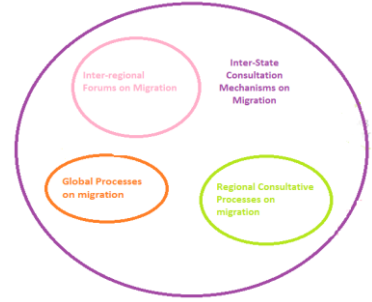 Inter-regional
Forums on Migration
Inter-State
Consultation
Mechanisms on
Migration
Global Processes
on migration
Regional Consultative
Processes on
migration